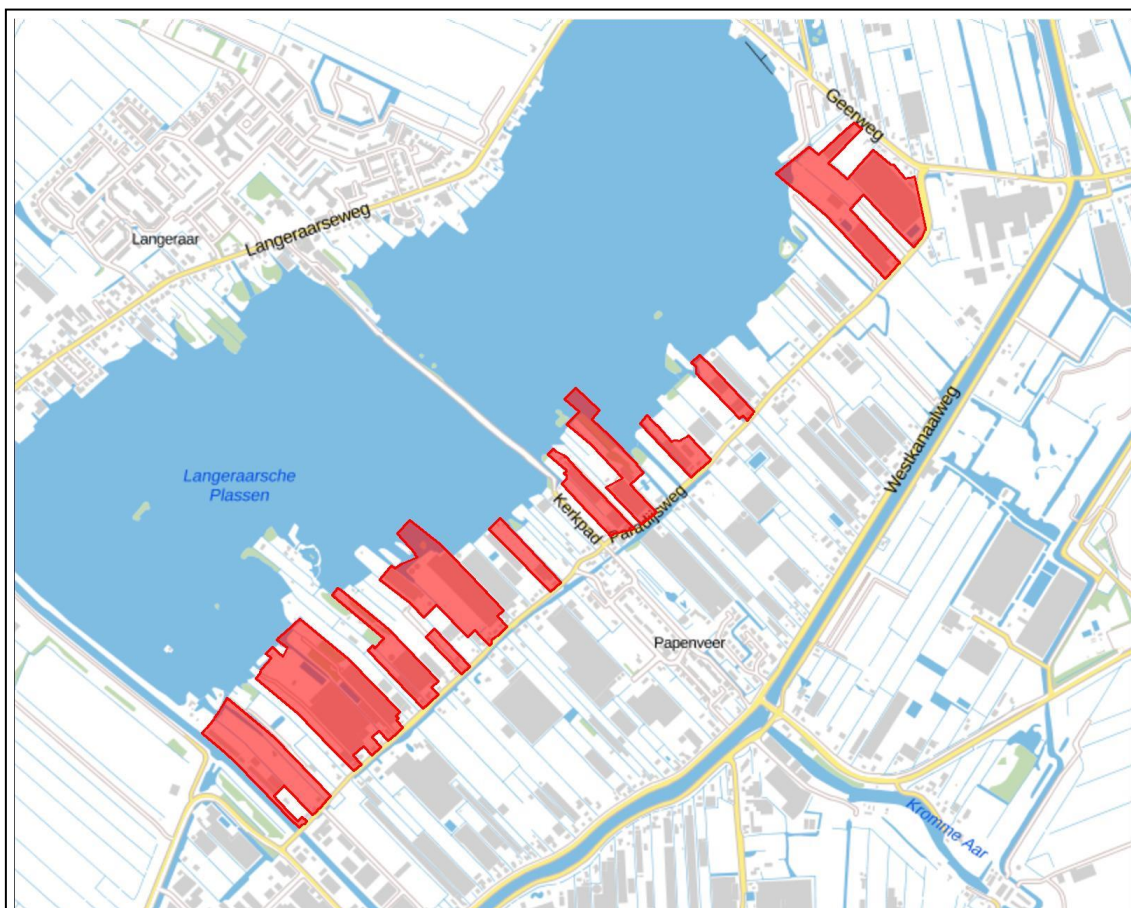 Geerweg
Langeraar
Langeraarseweg
Westkanaalweg
Langeraarsche
Plassen
Kerkpad
Paradijsweg
Papenveer
Kromme Aar